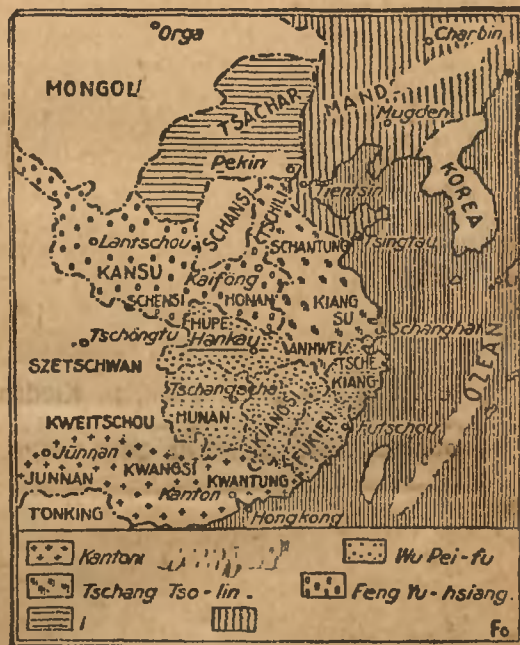 Orga
Charbin
MONGOLI
TSACHAR
MAND
Mugden
Pekin
KOREA
Tientsin
SCHANSI
TSCHILI
Lantschou
SCHANTUNG
Tsingtau
KANSU
Kaifong
SCHENSI
HONAN
KIANG
SU
HUPE
Schanghai
Tschöngtu
Hankau
ANHWEI
TSCHE
KIANG
OZEAN
SZETSCHWAN
Tschangscha
HUNAN
KIANGSI
FUKIEN
Futschou
KWEITSCHOU
Jünnan
KWANGSI
JUNNAN
KWANTUNG
Kanton
TONKING
Hongkong
Kantoni
Wu Pei-fu
Tschang Tso-lin.
Feng Yu-hsiang.
Fo